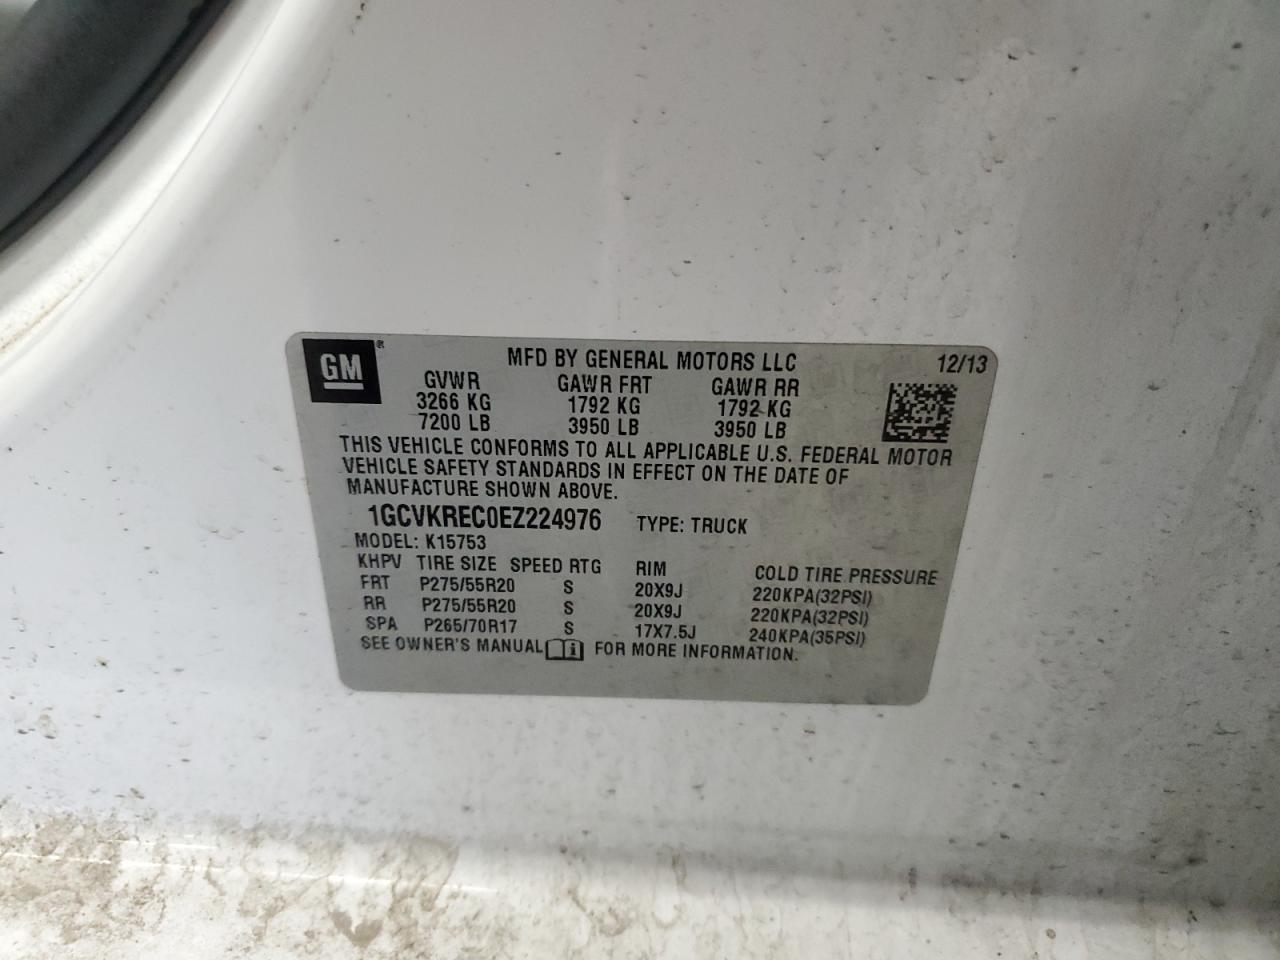 GM®
MFD BY GENERAL MOTORS LLC 12/13
GVWR GAWR FRT GAWR RR
3266 KG 1792 KG 1792 KG
7200 LB 3950 LB 3950 LB
THIS VEHICLE CONFORMS TO ALL APPLICABLE U.S. FEDERAL MOTOR
VEHICLE SAFETY STANDARDS IN EFFECT ON THE DATE OF
MANUFACTURE SHOWN ABOVE.
1GCVKREC0EZ224976 TYPE: TRUCK
MODEL: K15753
KHPV TIRE SIZE SPEED RTG RIM COLD TIRE PRESSURE
FRT P275/55R20 S 20X9J 220KPA(32PSI)
RR P275/55R20 S 20X9J 220KPA(32PSI)
SPA P265/70R17 S 17X7.5J 240KPA(35PSI)
SEE OWNER'S MANUAL i FOR MORE INFORMATION.